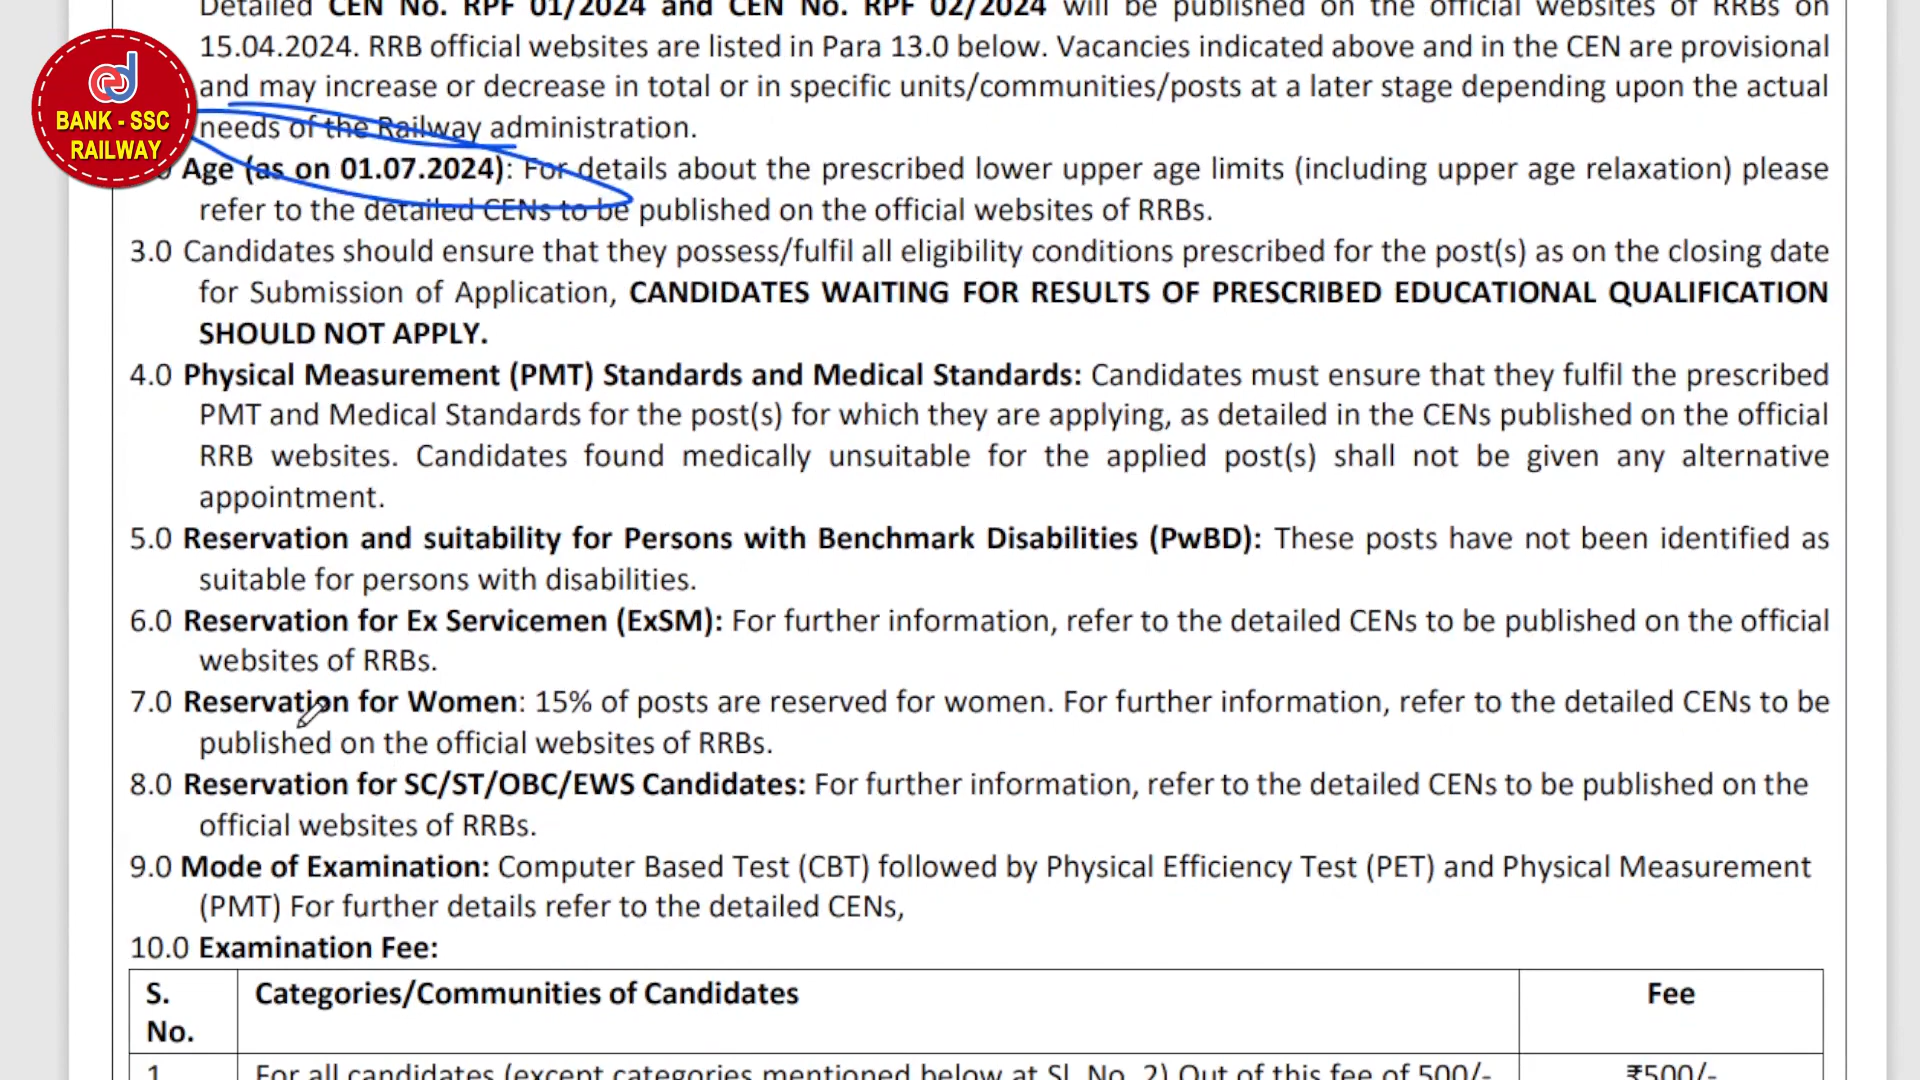 Detailed CEN No. RPF 01/2024 and CEN No. RPF 02/2024 will be published on the official websites of RRBs on
15.04.2024. RRB official websites are listed in Para 13.0 below. Vacancies indicated above and in the CEN are provisional
and may increase or decrease in total or in specific units/communities/posts at a later stage depending upon the actual
needs of the Railway administration.
BANK - SSC
RAILWAY
Age (as on 01.07.2024): For details about the prescribed lower upper age limits (including upper age relaxation) please
refer to the detailed CENs to be published on the official websites of RRBs.
3.0 Candidates should ensure that they possess/fulfil all eligibility conditions prescribed for the post(s) as on the closing date
for Submission of Application, CANDIDATES WAITING FOR RESULTS OF PRESCRIBED EDUCATIONAL QUALIFICATION
SHOULD NOT APPLY.
4.0 Physical Measurement (PMT) Standards and Medical Standards: Candidates must ensure that they fulfil the prescribed
PMT and Medical Standards for the post(s) for which they are applying, as detailed in the CENs published on the official
RRB websites. Candidates found medically unsuitable for the applied post(s) shall not be given any alternative
appointment.
5.0 Reservation and suitability for Persons with Benchmark Disabilities (PwBD): These posts have not been identified as
suitable for persons with disabilities.
6.0 Reservation for Ex Servicemen (ExSM): For further information, refer to the detailed CENs to be published on the official
websites of RRBs.
7.0 Reservation for Women: 15% of posts are reserved for women. For further information, refer to the detailed CENs to be
published on the official websites of RRBs.
8.0 Reservation for SC/ST/OBC/EWS Candidates: For further information, refer to the detailed CENs to be published on the
official websites of RRBs.
9.0 Mode of Examination: Computer Based Test (CBT) followed by Physical Efficiency Test (PET) and Physical Measurement
(PMT) For further details refer to the detailed CENs,
10.0 Examination Fee:
S. No. Categories/Communities of Candidates Fee
1 For all candidates (except categories mentioned below at Sl. No. 2) Out of this fee of 500/- ₹500/-